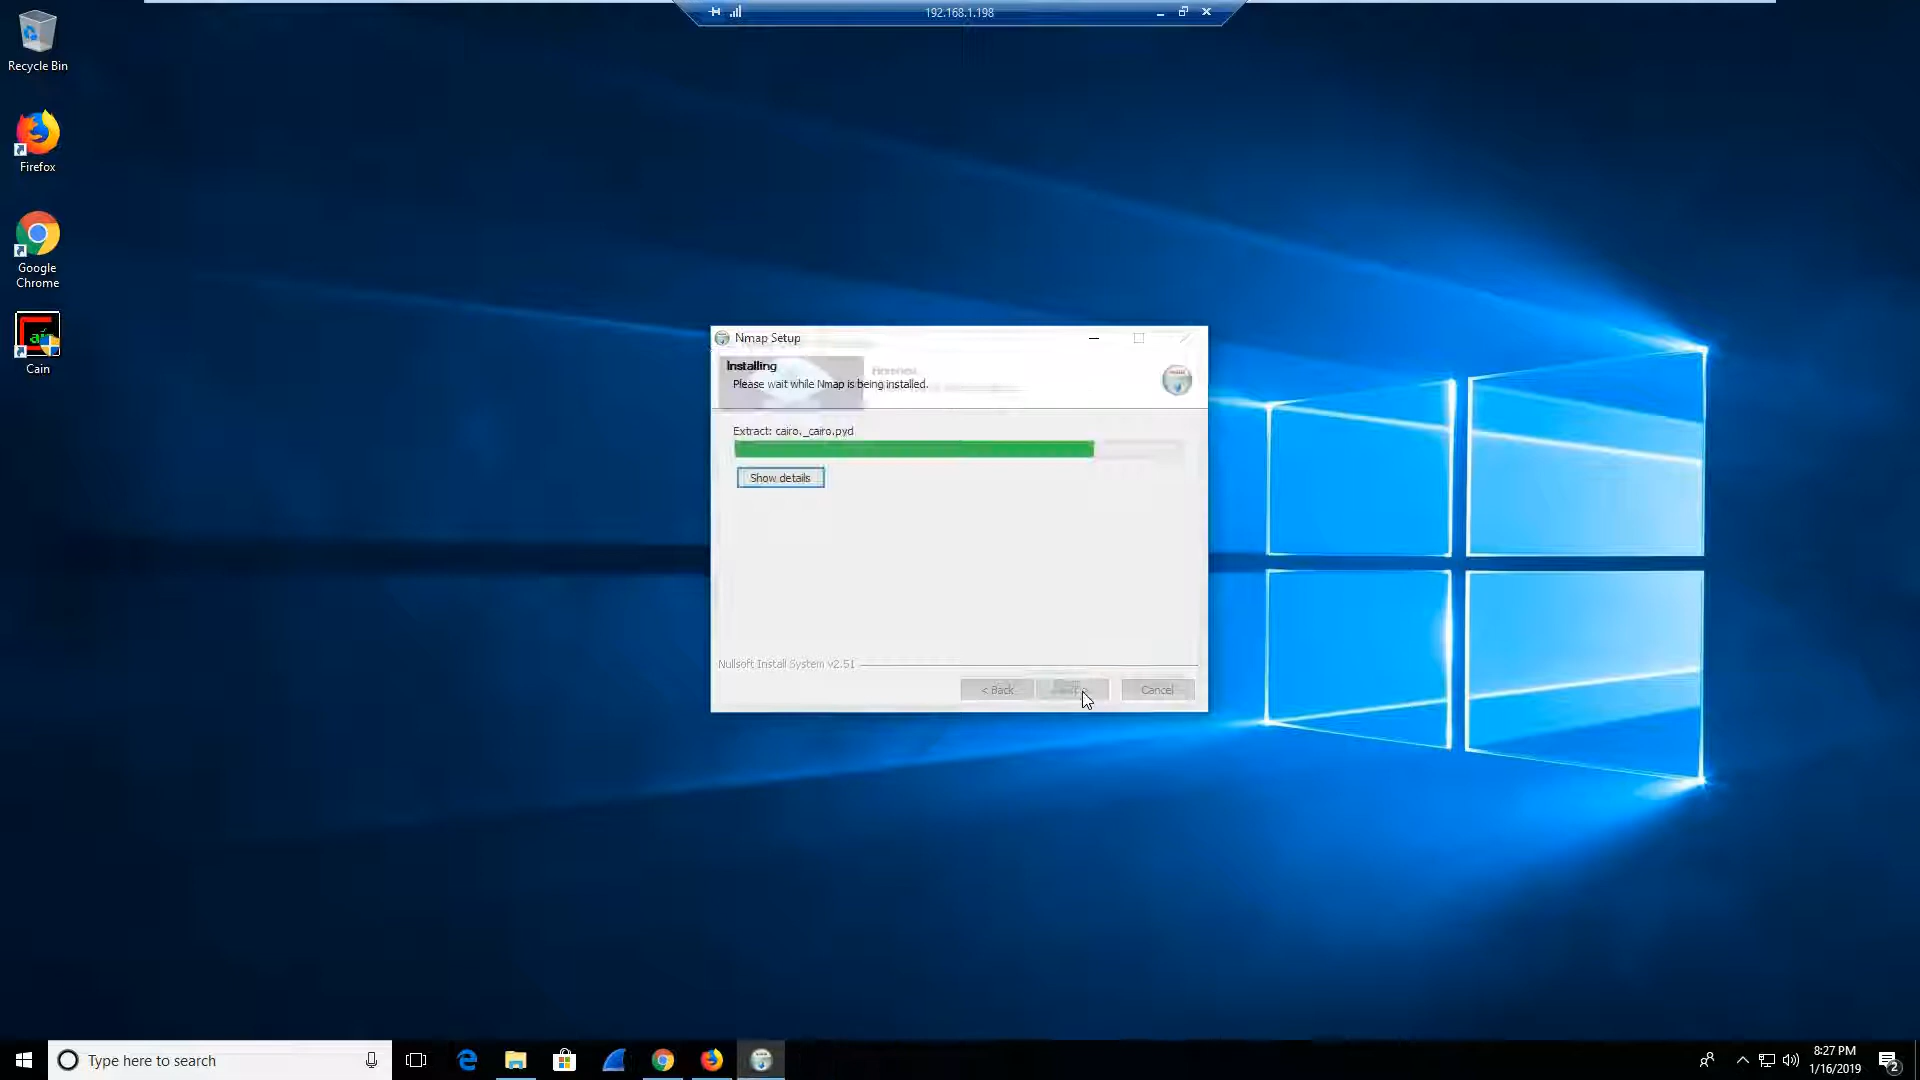 192.168.1.198
Recycle Bin
Firefox
Google
Chrome
Cain
Nmap Setup
Installing
Please wait while Nmap is being installed.
Extract: cairo._cairo.pyd
Show details
Nullsoft Install System v2.51
< Back
Cancel
Type here to search
8:27 PM
1/16/2019
2